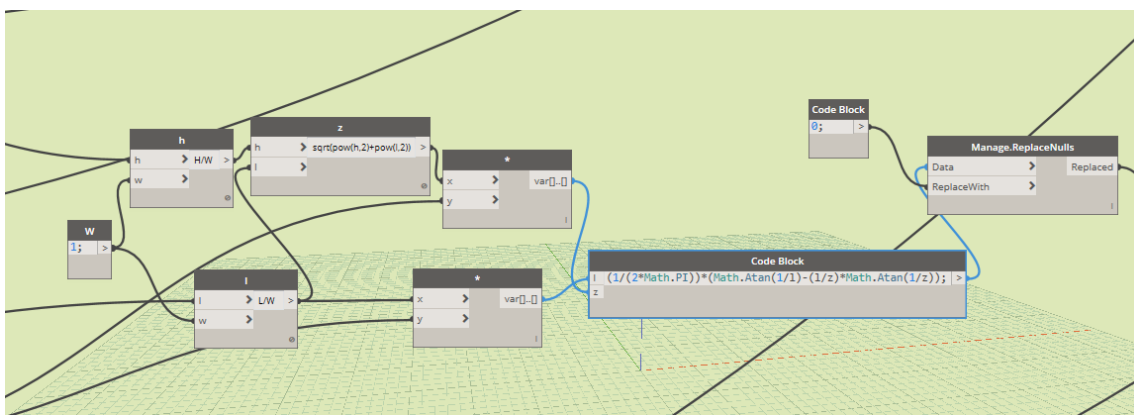 h
h > H/W >
w >
z
h > sqrt(pow(h,2)+pow(l,2)) >
l >
*
x > var[]..[]
y >
W
1; >
l
l > L/W >
w >
*
x > var[]..[]
y >
Code Block
l (1/(2*Math.PI))*(Math.Atan(1/l)-(l/z)*Math.Atan(1/z)); >
z
Code Block
0; >
Manage.ReplaceNulls
Data > Replaced
ReplaceWith >